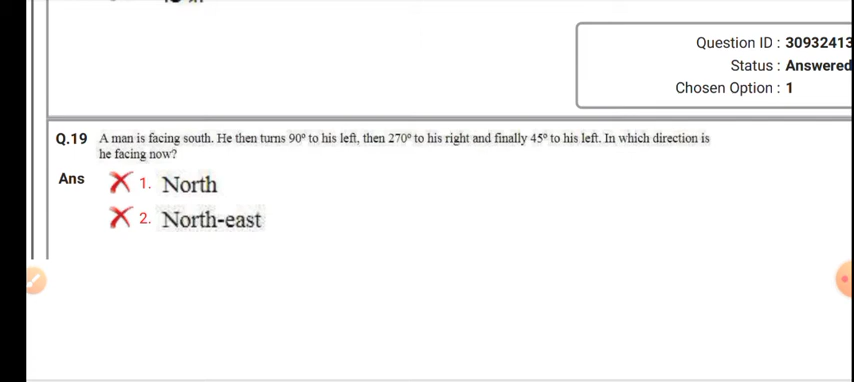 Question ID : 30932413
Status : Answered
Chosen Option : 1
Q.19 A man is facing south. He then turns 90° to his left, then 270° to his right and finally 45° to his left. In which direction is
he facing now?
Ans 1. North
2. North-east